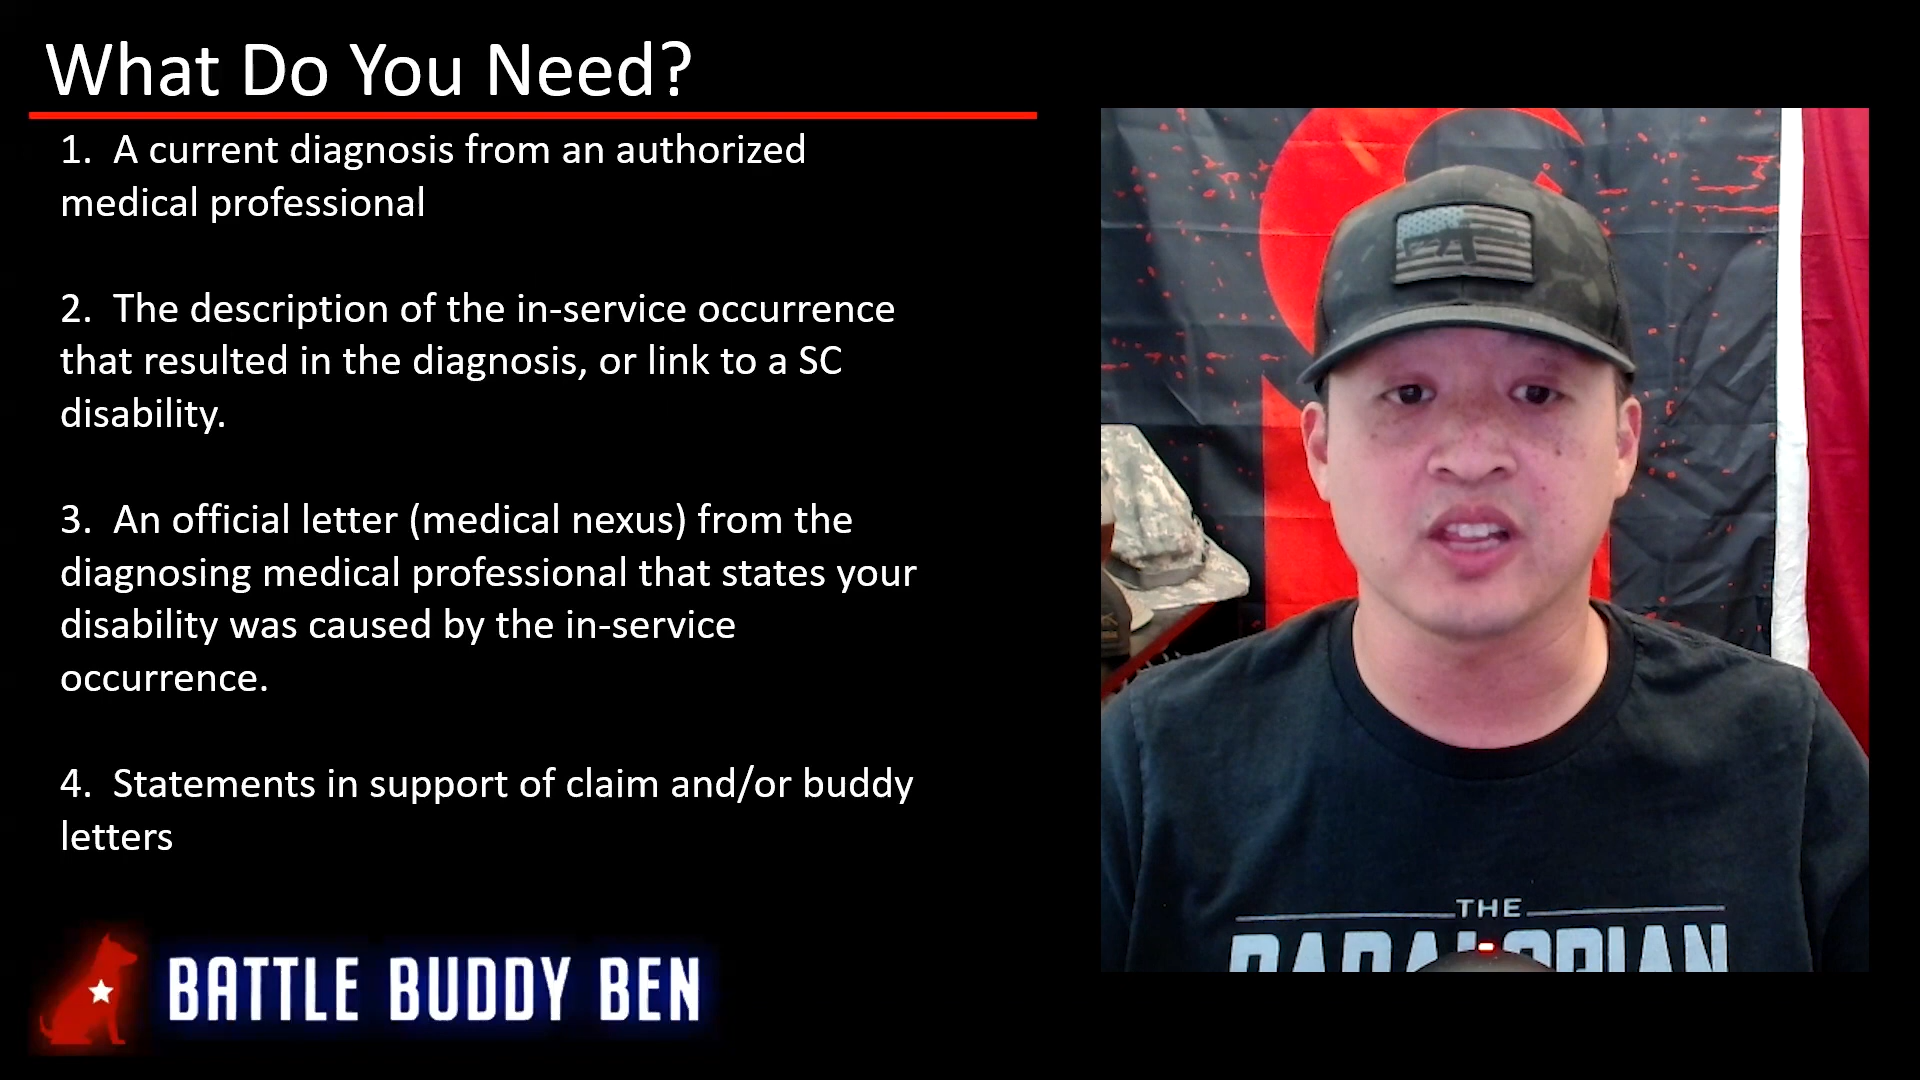 What Do You Need?
1. A current diagnosis from an authorized
medical professional
2. The description of the in-service occurrence
that resulted in the diagnosis, or link to a SC
disability.
3. An official letter (medical nexus) from the
diagnosing medical professional that states your
disability was caused by the in-service
occurrence.
4. Statements in support of claim and/or buddy
letters
BATTLE BUDDY BEN
THE